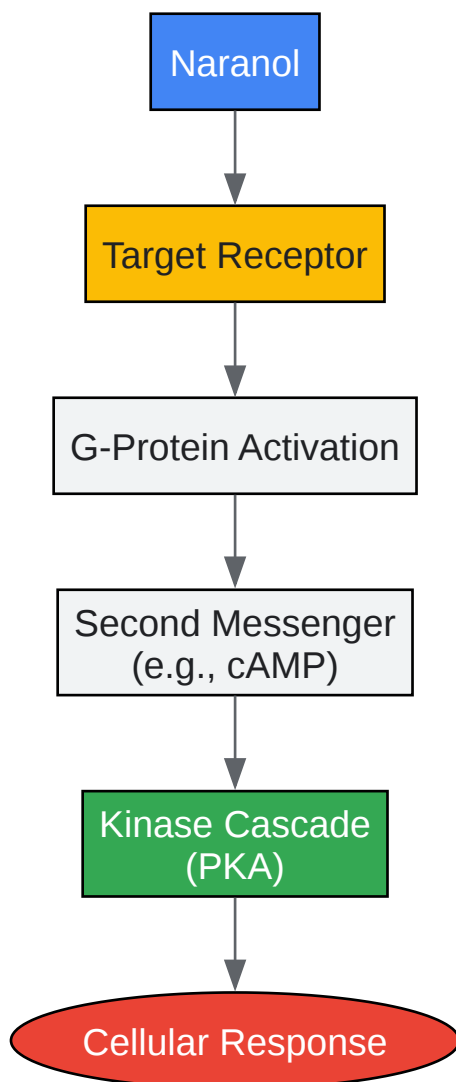 Naranol
Target Receptor
G-Protein Activation
Second Messenger
(e.g., cAMP)
Kinase Cascade
(PKA)
Cellular Response